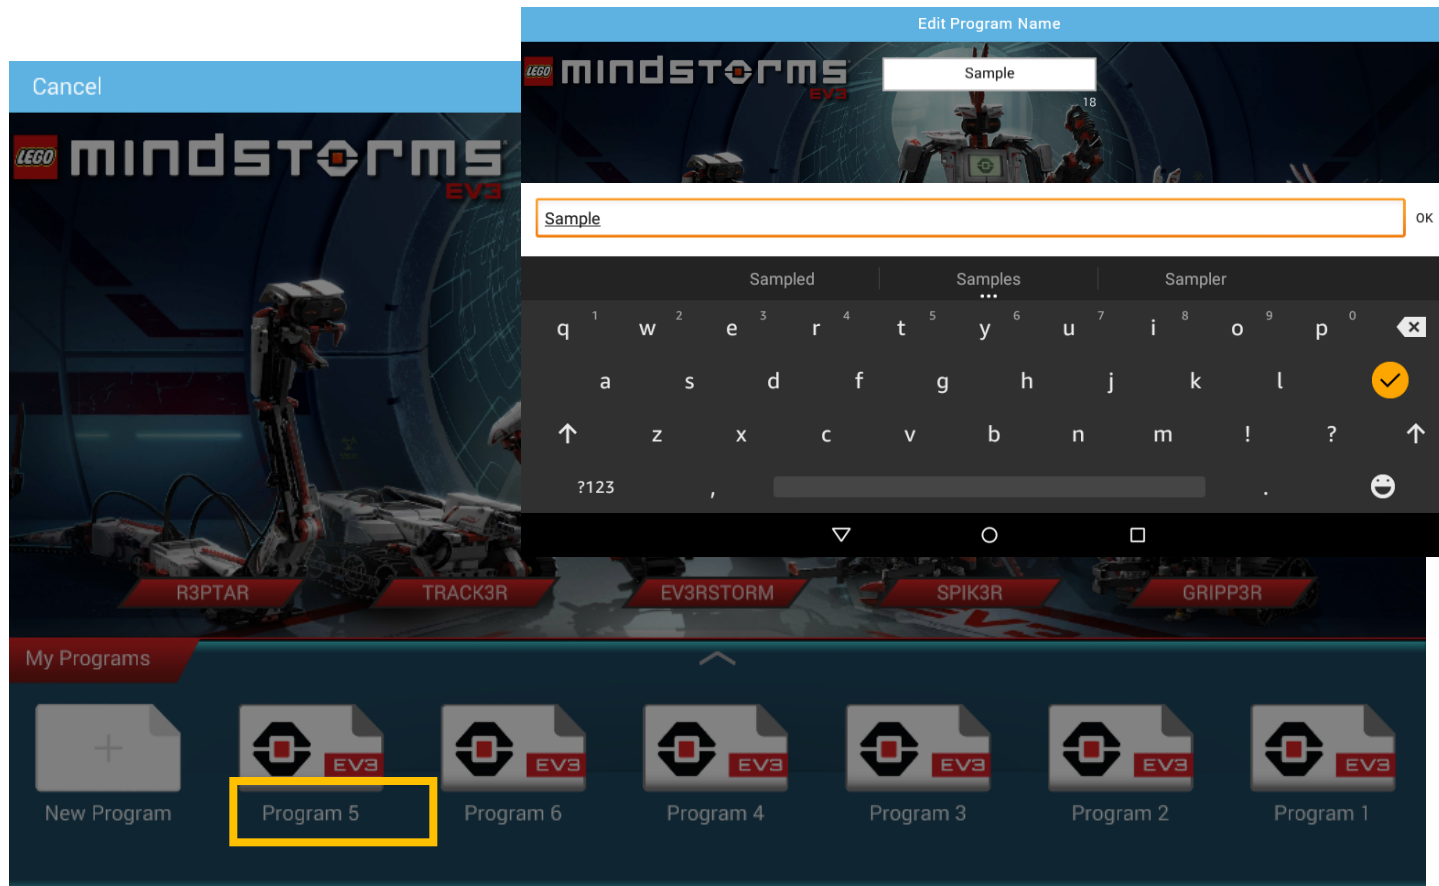 Edit Program Name
LEGO mindstorms
EV3
Sample
18
Sample
OK
Sampled Samples Sampler
q 1 w 2 e 3 r 4 t 5 y 6 u 7 i 8 o 9 p 0
a s d f g h j k l
z x c v b n m ! ?
?123 , .
Cancel
LEGO mindstorms
EV3
R3PTAR TRACK3R EV3RSTORM SPIK3R GRIPP3R
My Programs
EV3 EV3 EV3 EV3 EV3 EV3
New Program Program 5 Program 6 Program 4 Program 3 Program 2 Program 1